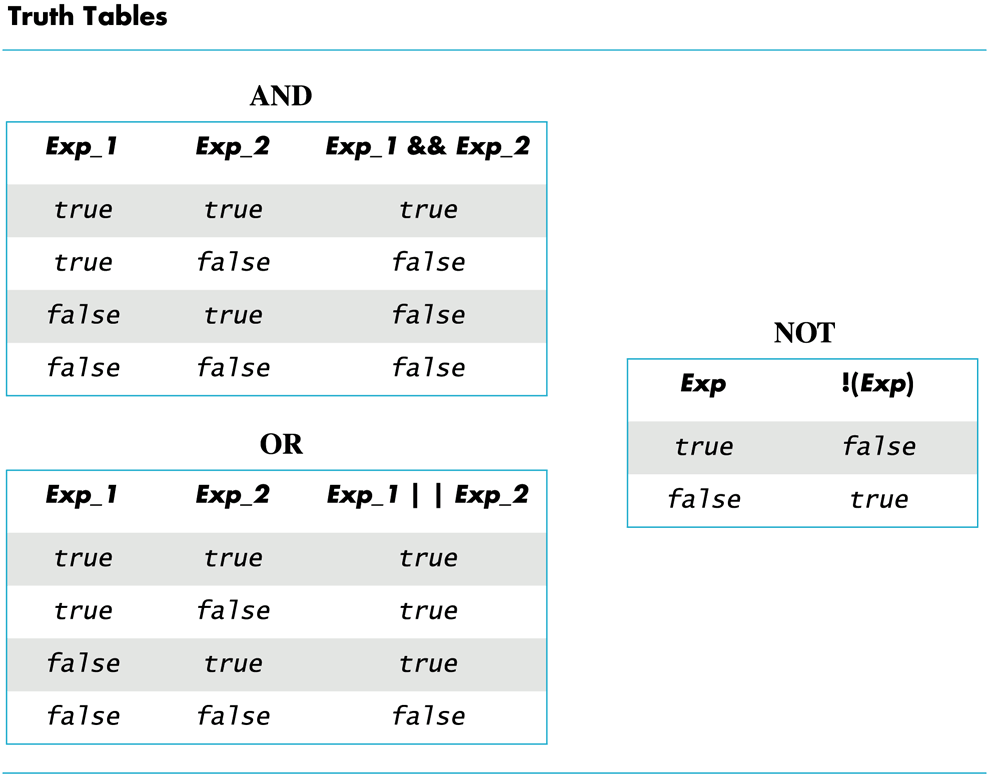 Truth Tables
AND
Exp_1 Exp_2 Exp_1 && Exp_2
true true true
true false false
false true false
false false false
OR
Exp_1 Exp_2 Exp_1 | | Exp_2
true true true
true false true
false true true
false false false
NOT
Exp !(Exp)
true false
false true